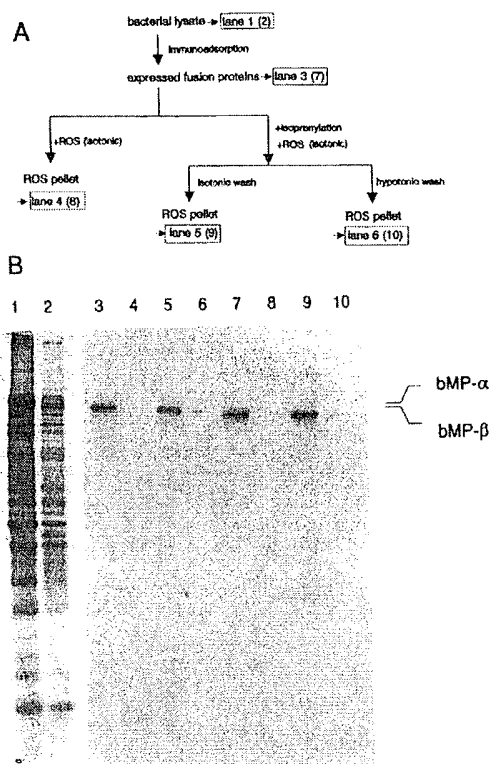 A
bacterial lysate lane 1 (2)
immunoadsorption
expressed fusion proteins lane 3 (7)
+ROS (isotonic)
+isoprenylation
+ROS (isotonic)
ROS pellet
lane 4 (8)
isotonic wash
hypotonic wash
ROS pellet
lane 5 (9)
ROS pellet
lane 6 (10)
B
1 2 3 4 5 6 7 8 9 10
bMP-α
bMP-β